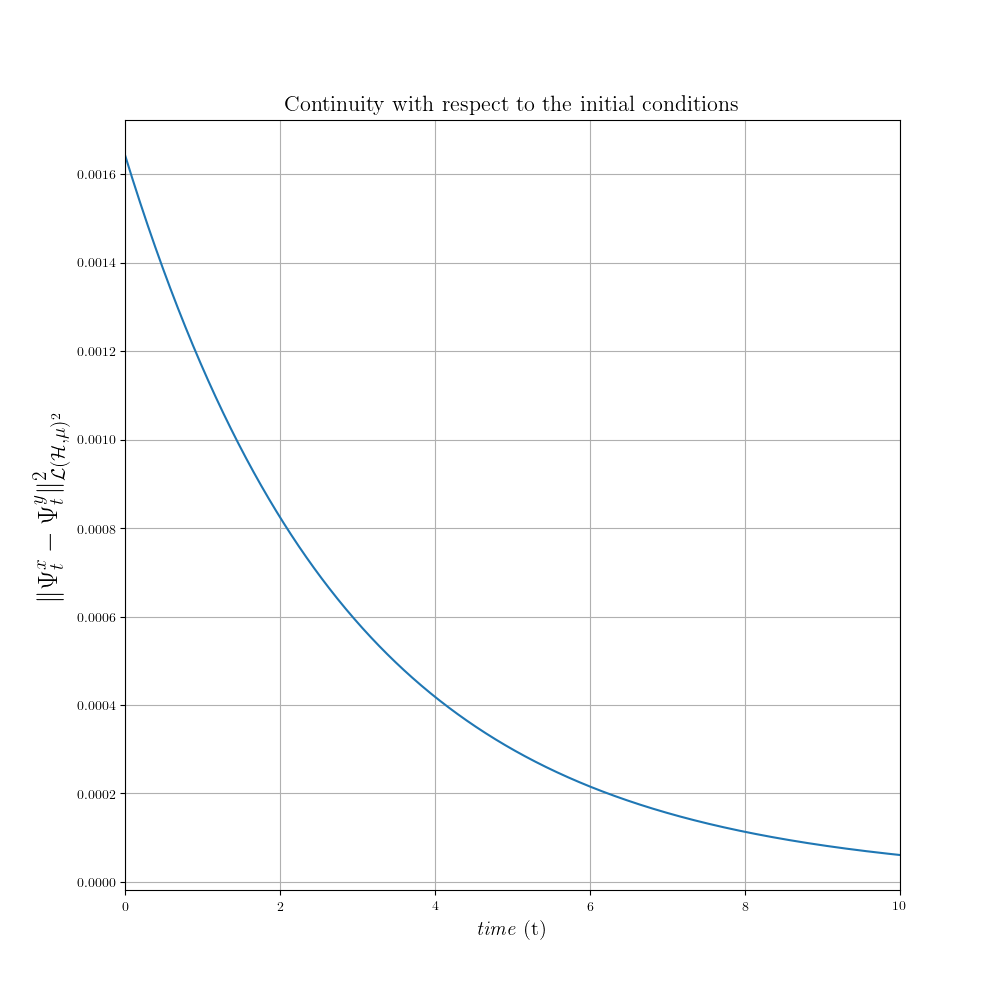 Continuity with respect to the initial conditions
||Ψ_t^x − Ψ_t^y||^2_{ℒ(ℋ,μ)^2}
0.0016
0.0014
0.0012
0.0010
0.0008
0.0006
0.0004
0.0002
0.0000
0 2 4 6 8 10
time (t)